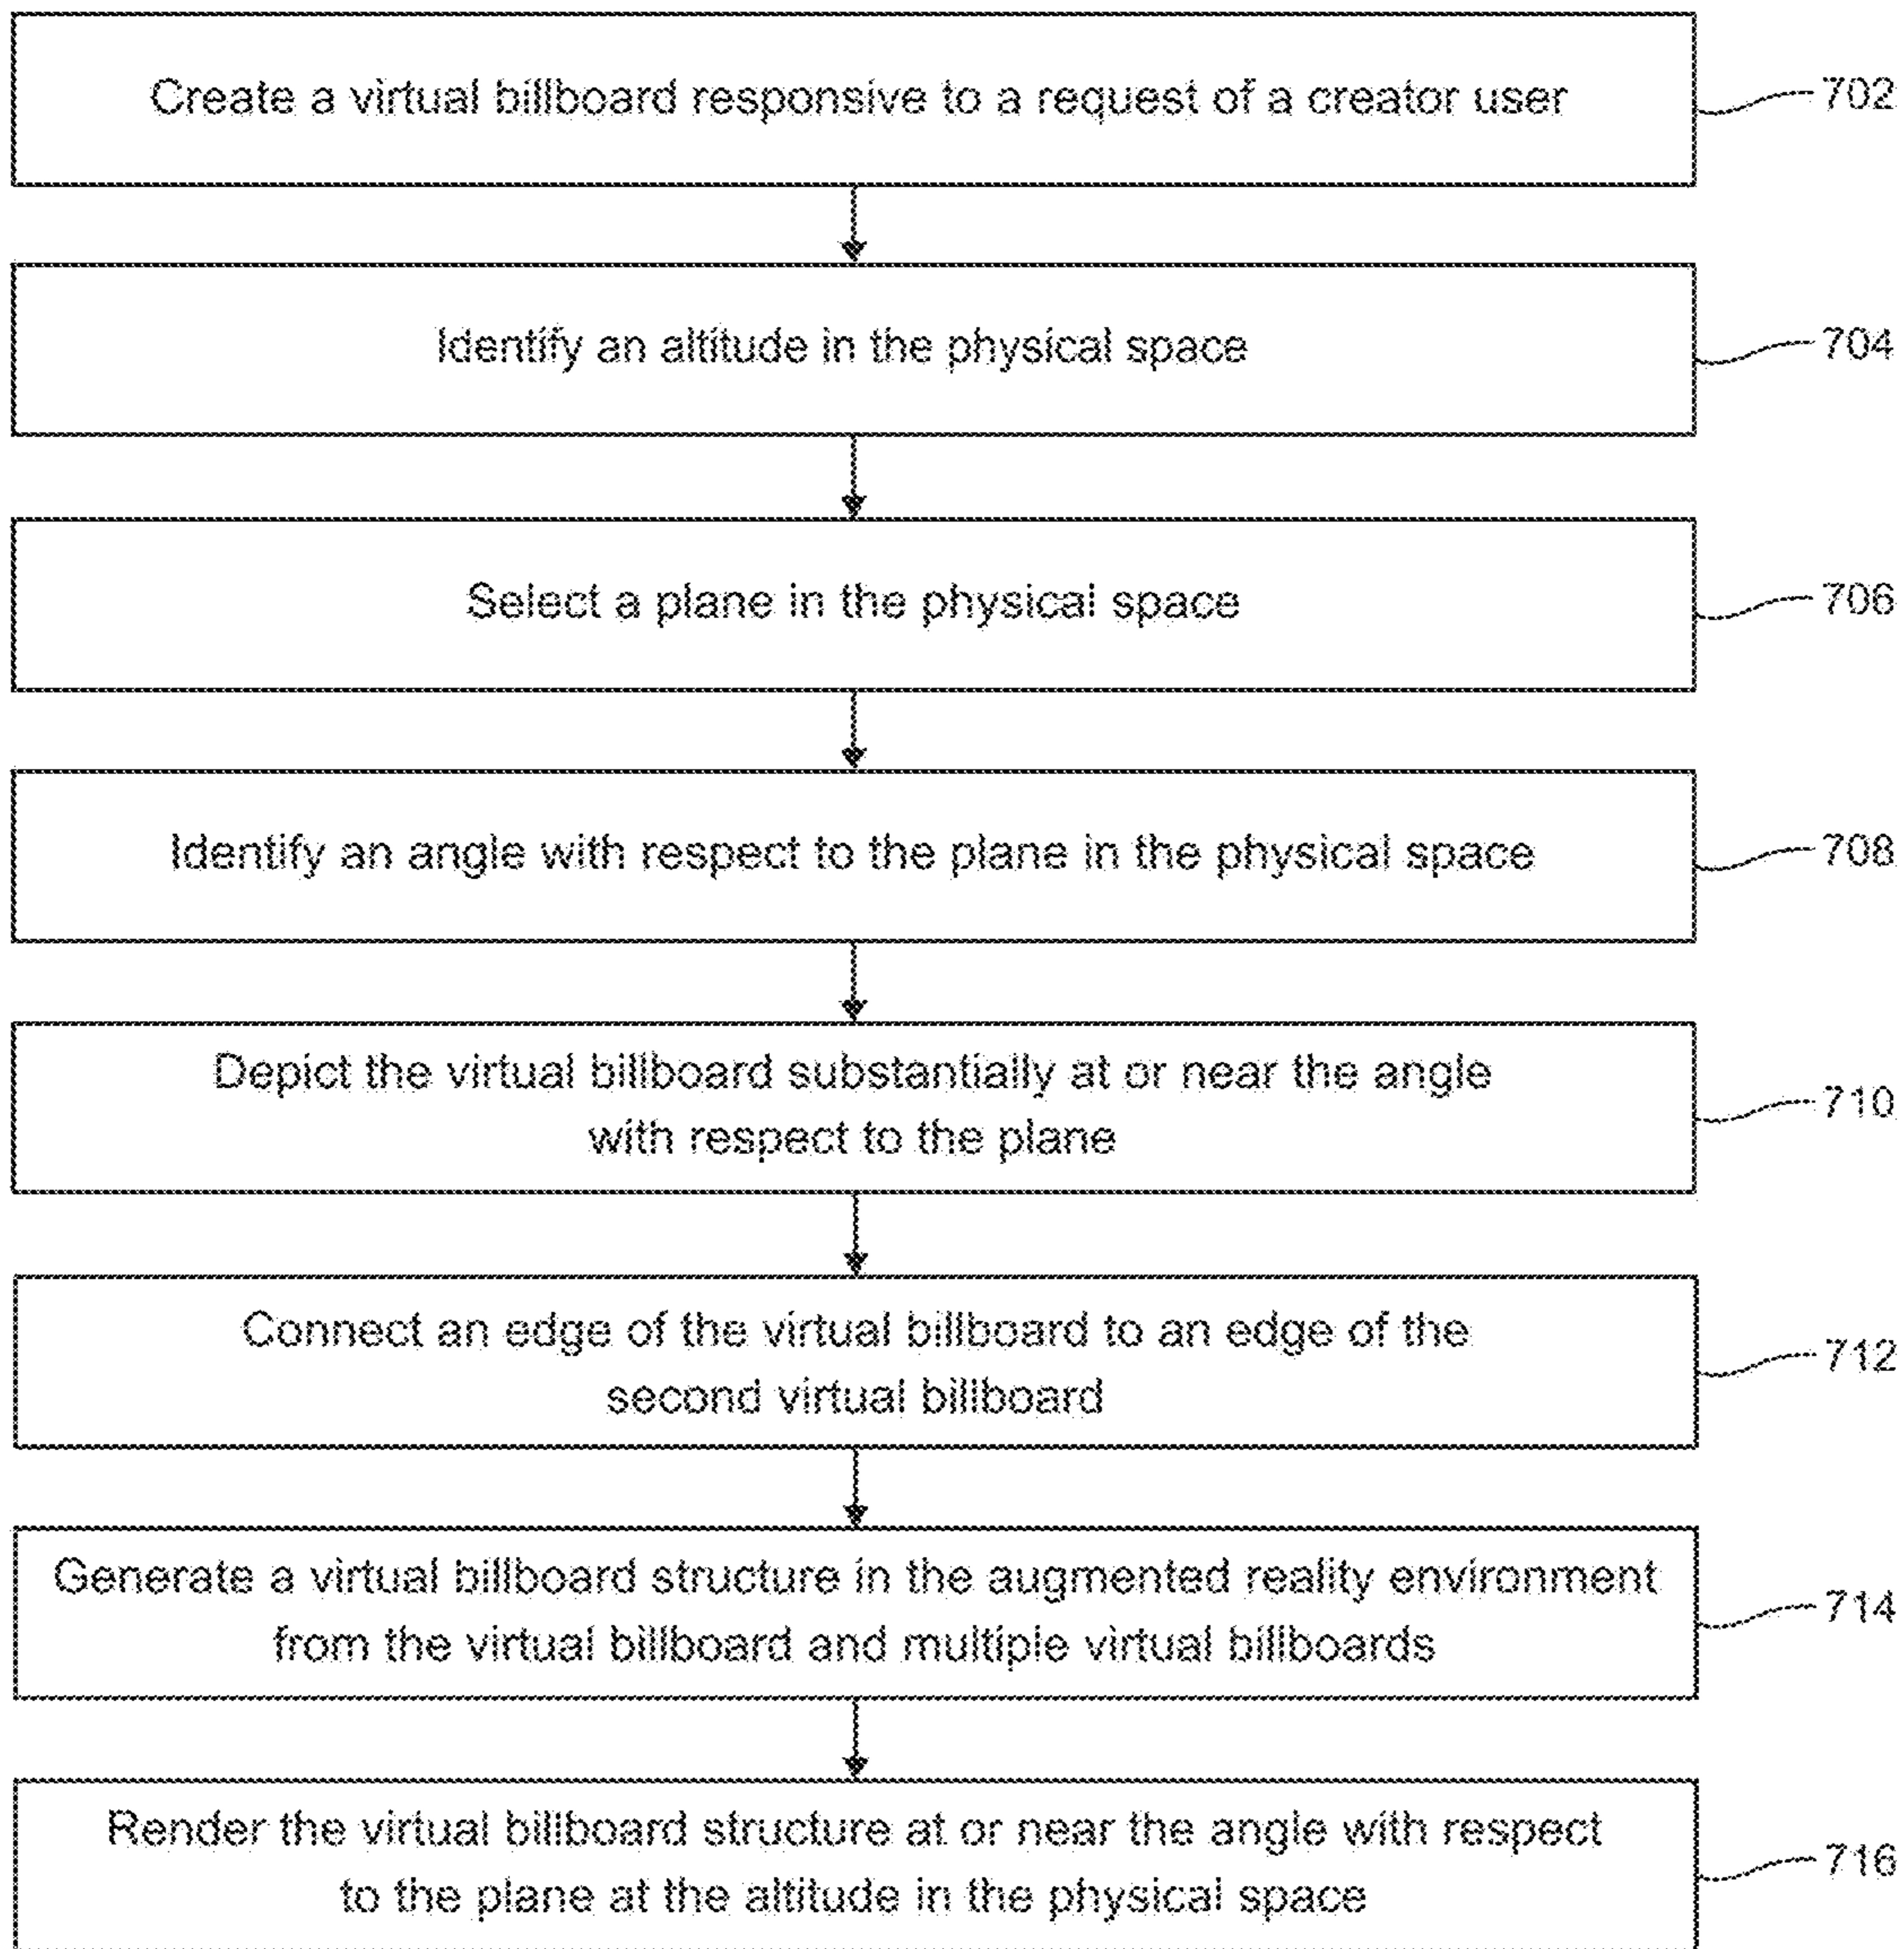 Create a virtual billboard responsive to a request of a creator user
702
Identify an altitude in the physical space
704
Select a plane in the physical space
706
Identify an angle with respect to the plane in the physical space
708
Depict the virtual billboard substantially at or near the angle
with respect to the plane
710
Connect an edge of the virtual billboard to an edge of the
second virtual billboard
712
Generate a virtual billboard structure in the augmented reality environment
from the virtual billboard and multiple virtual billboards
714
Render the virtual billboard structure at or near the angle with respect
to the plane at the altitude in the physical space
716